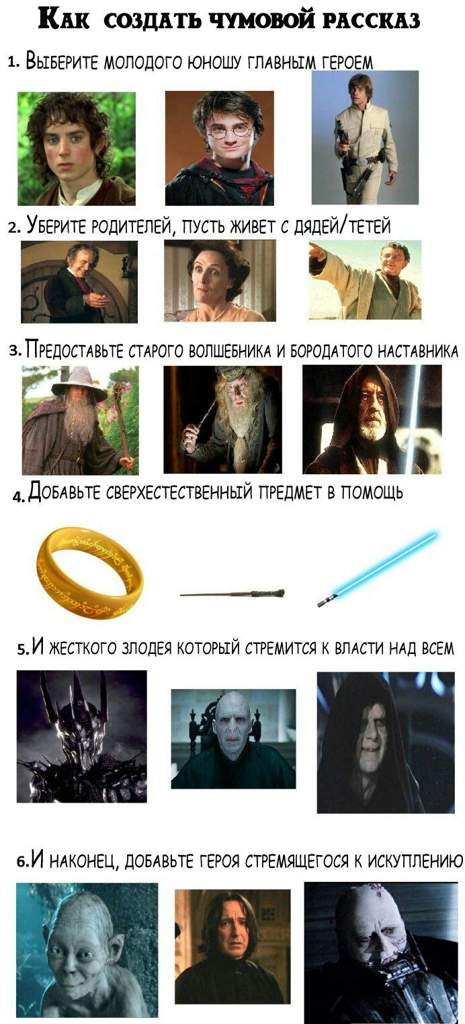 Как создать чумовой рассказ
1. Выберите молодого юношу главным героем
2. Уберите родителей, пусть живет с дядей/тетей
3. Предоставьте старого волшебника и бородатого наставника
4. Добавьте сверхестественный предмет в помощь
5. И жесткого злодея который стремится к власти над всем
6. И наконец, добавьте героя стремящегося к искуплению